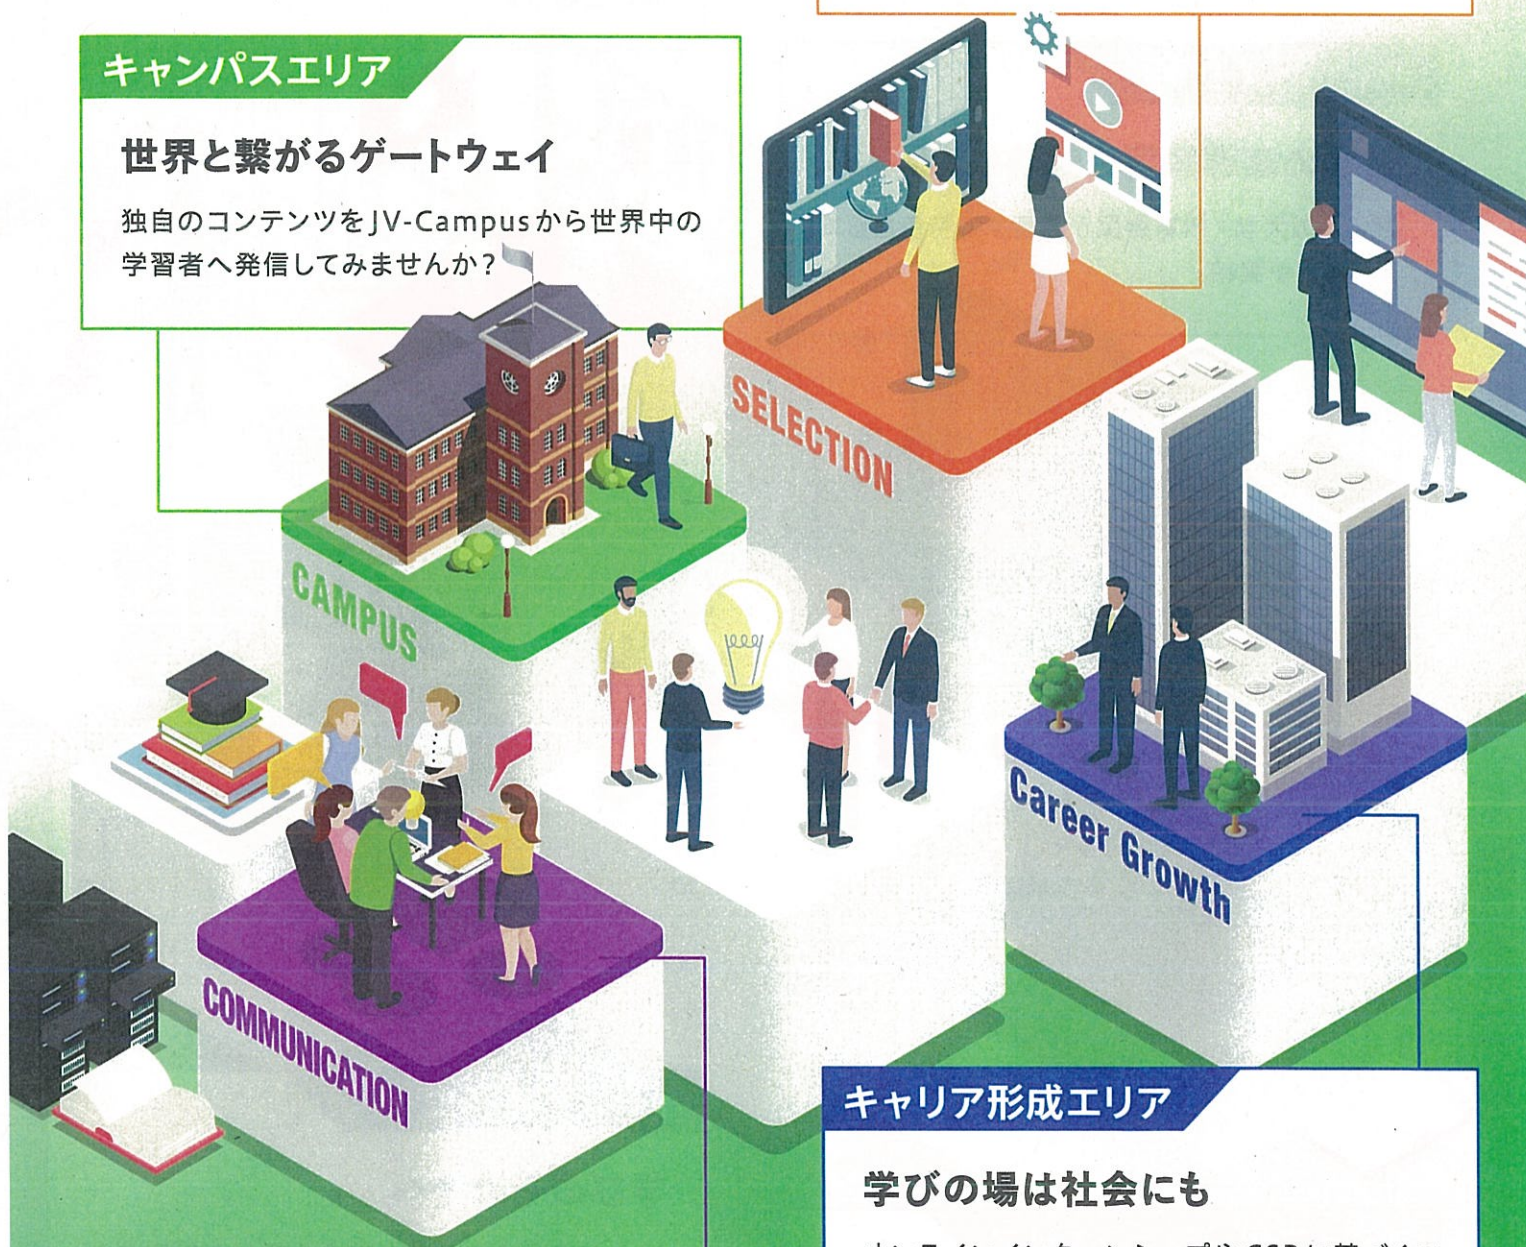 キャンパスエリア
世界と繋がるゲートウェイ
独自のコンテンツをJV-Campusから世界中の
学習者へ発信してみませんか?
SELECTION
CAMPUS
Career Growth
COMMUNICATION
キャリア形成エリア
学びの場は社会にも